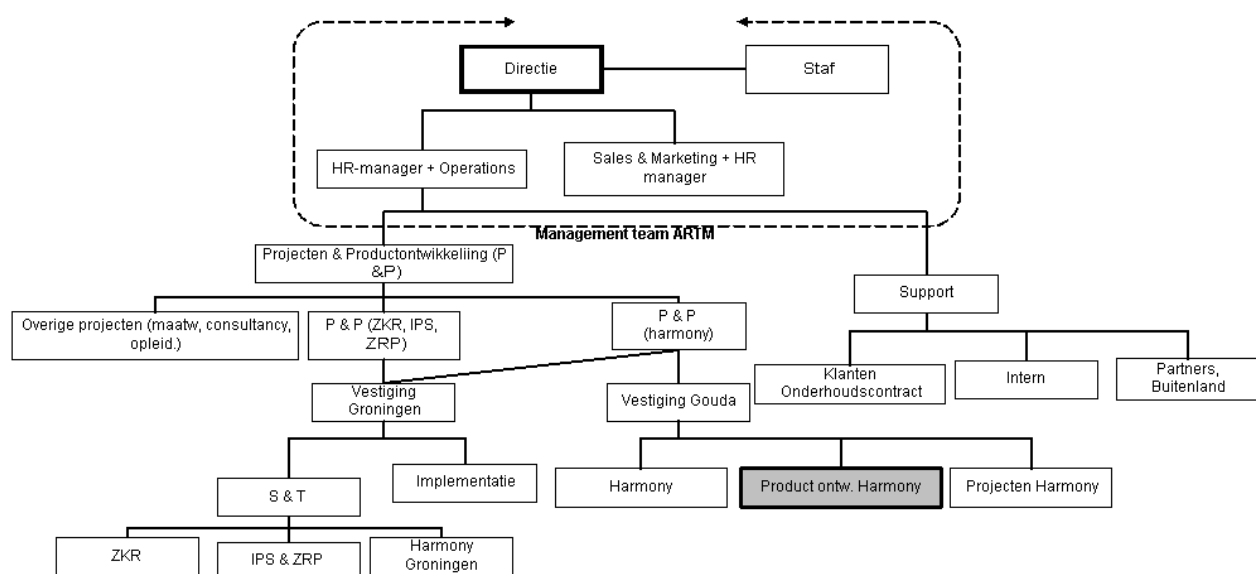 Directie
Staf
HR-manager + Operations
Sales & Marketing + HR
manager
Management team ARTM
Projecten & Productontwikkeliing (P
&P)
Support
Overige projecten (maatw, consultancy,
opleid.)
P & P (ZKR, IPS,
ZRP)
P & P
(harmony)
Klanten
Onderhoudscontract
Intern
Partners,
Buitenland
Vestiging
Groningen
Vestiging Gouda
S & T
Implementatie
Harmony
Product ontw. Harmony
Projecten Harmony
ZKR
IPS & ZRP
Harmony
Groningen